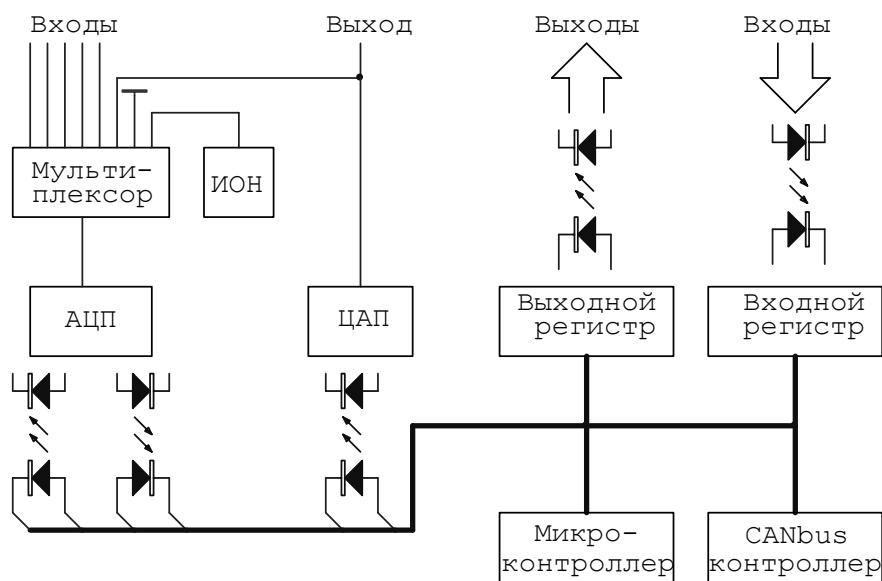 Входы
Выход
Выходы
Входы
Мульти-
плексор
ИОН
АЦП
ЦАП
Выходной
регистр
Входной
регистр
Микро-
контроллер
CANbus
контроллер